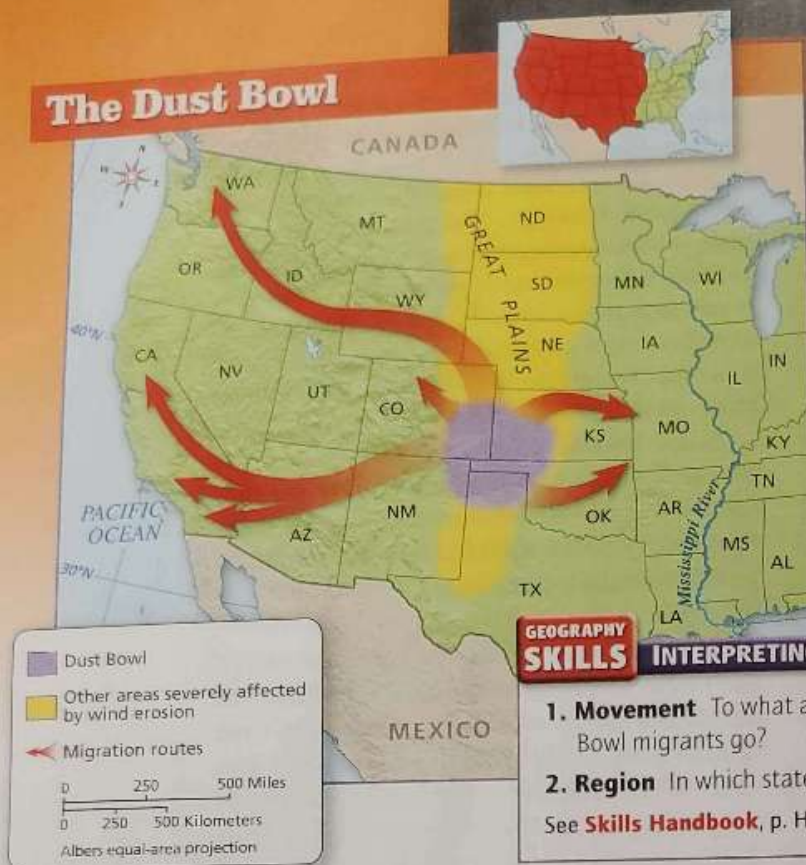 The Dust Bowl
CANADA
N
W
WA
MT
ND
OR
ID
GREAT PLAINS
SD
MN
WI
WY
40°N
NE
IA
CA
NV
UT
CO
IL
IN
KS
MO
KY
TN
PACIFIC
OCEAN
AZ
NM
OK
AR
Mississippi River
MS
AL
30°N
TX
LA
MEXICO
Dust Bowl
Other areas severely affected
by wind erosion
Migration routes
0 250 500 Miles
0 250 500 Kilometers
Albers equal-area projection
GEOGRAPHY
SKILLS INTERPRETIN
1. Movement To what a
Bowl migrants go?
2. Region In which state
See Skills Handbook, p. H